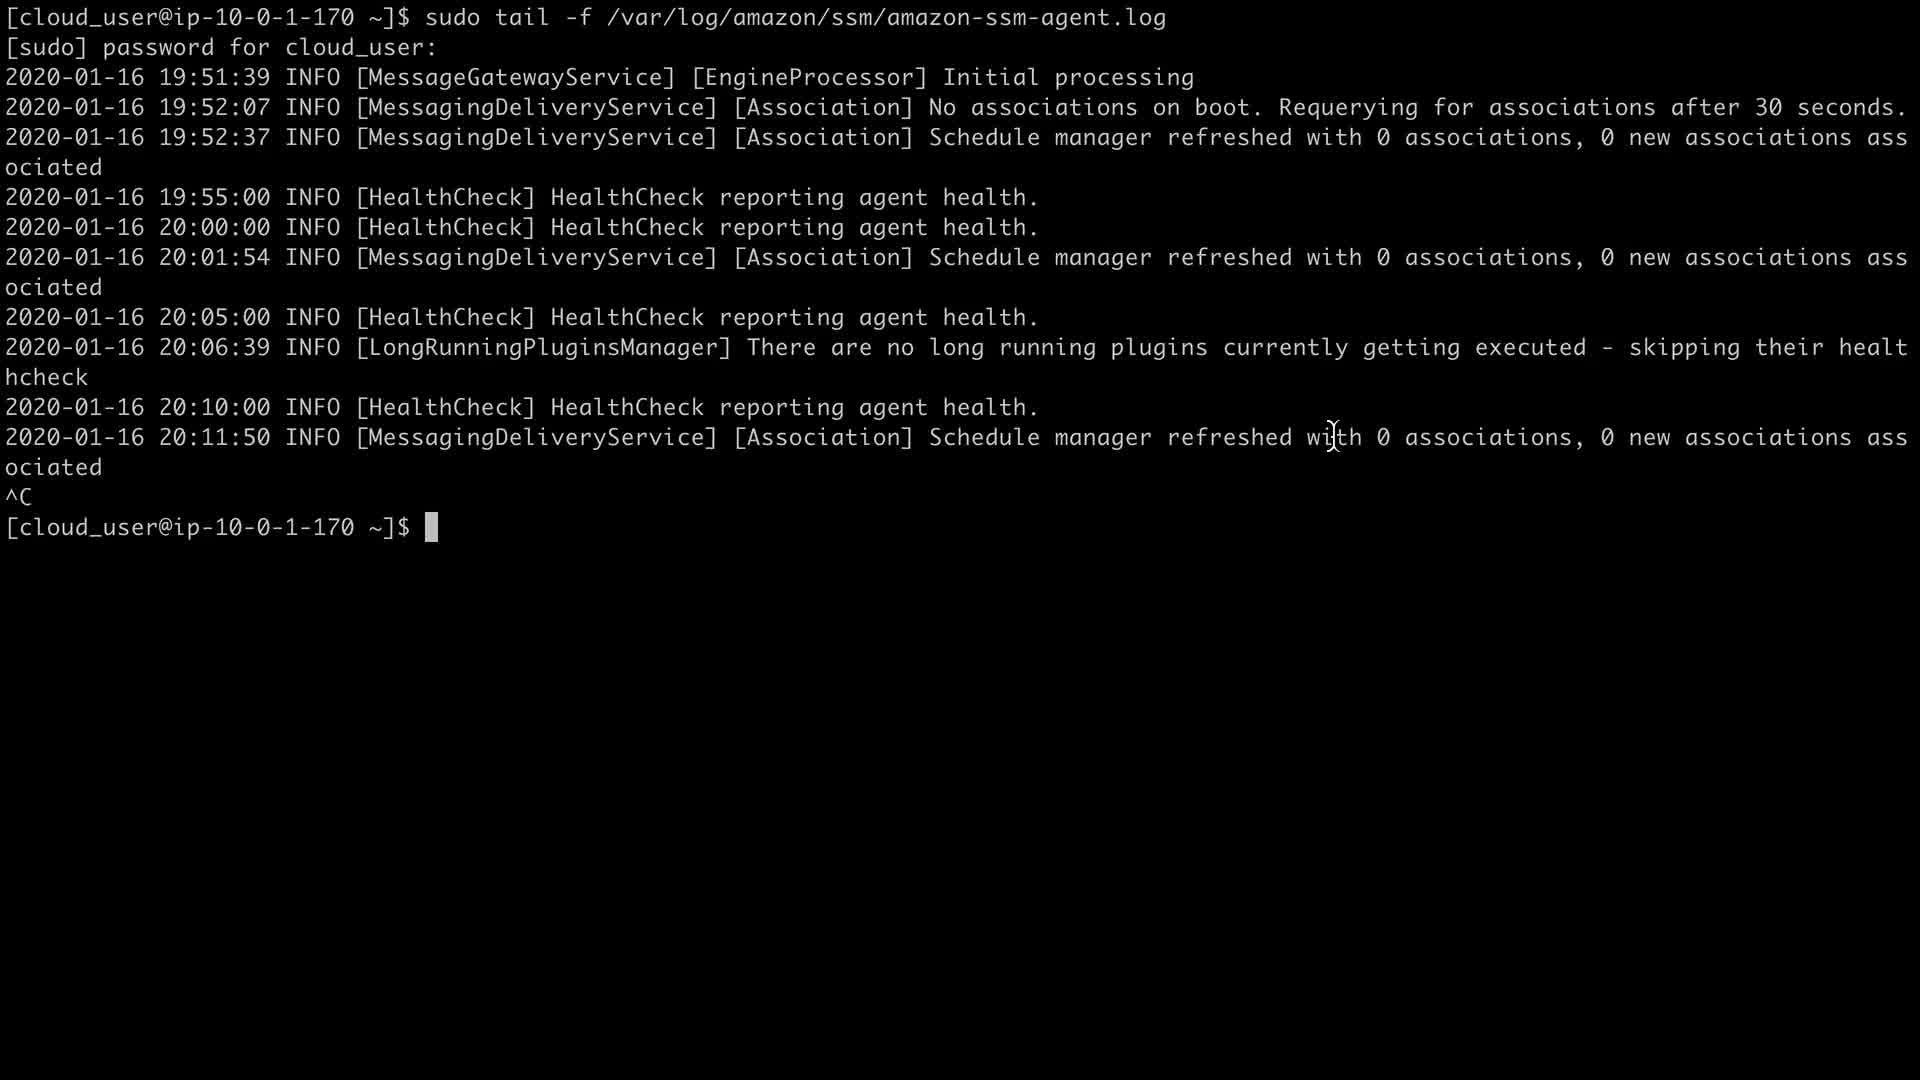 [cloud_user@ip-10-0-1-170 ~]$ sudo tail -f /var/log/amazon/ssm/amazon-ssm-agent.log
[sudo] password for cloud_user:
2020-01-16 19:51:39 INFO [MessageGatewayService] [EngineProcessor] Initial processing
2020-01-16 19:52:07 INFO [MessagingDeliveryService] [Association] No associations on boot. Requerying for associations after 30 seconds.
2020-01-16 19:52:37 INFO [MessagingDeliveryService] [Association] Schedule manager refreshed with 0 associations, 0 new associations ass
ociated
2020-01-16 19:55:00 INFO [HealthCheck] HealthCheck reporting agent health.
2020-01-16 20:00:00 INFO [HealthCheck] HealthCheck reporting agent health.
2020-01-16 20:01:54 INFO [MessagingDeliveryService] [Association] Schedule manager refreshed with 0 associations, 0 new associations ass
ociated
2020-01-16 20:05:00 INFO [HealthCheck] HealthCheck reporting agent health.
2020-01-16 20:06:39 INFO [LongRunningPluginsManager] There are no long running plugins currently getting executed - skipping their healt
hcheck
2020-01-16 20:10:00 INFO [HealthCheck] HealthCheck reporting agent health.
2020-01-16 20:11:50 INFO [MessagingDeliveryService] [Association] Schedule manager refreshed with 0 associations, 0 new associations ass
ociated
^C
[cloud_user@ip-10-0-1-170 ~]$